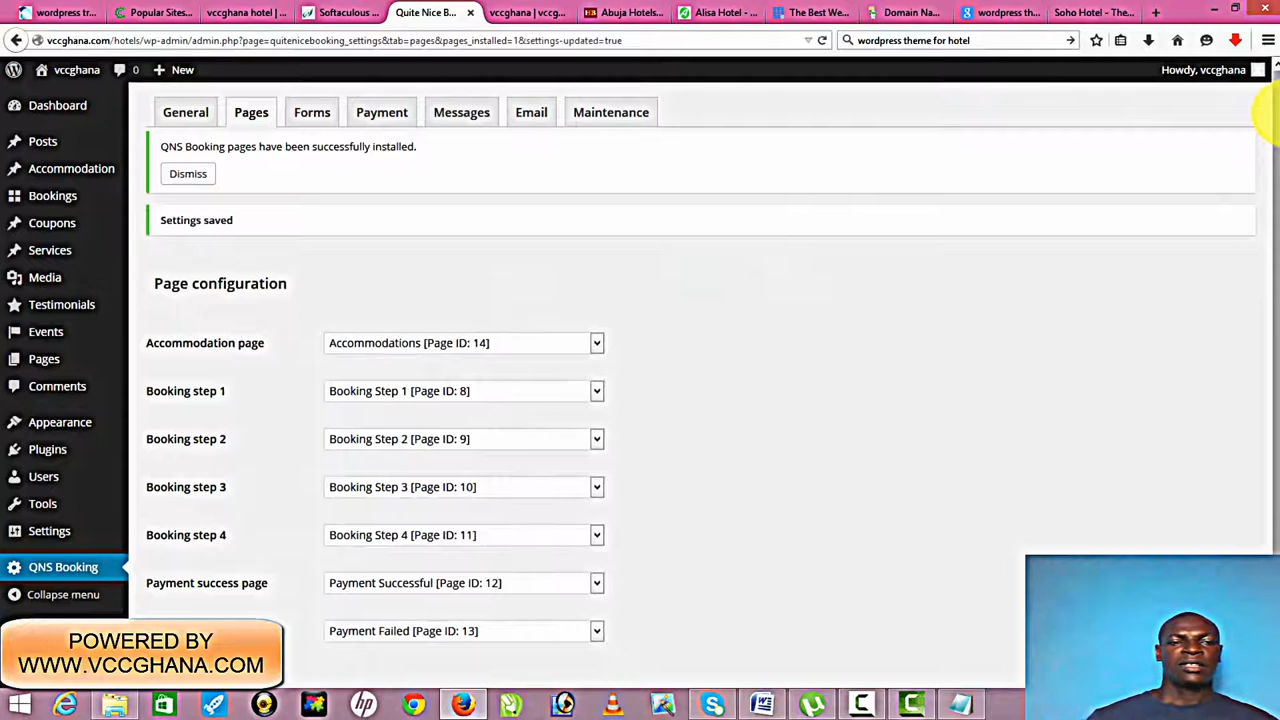 wordpress tr...
Popular Sites...
vccghana hotel | ...
Softaculous ...
Quite Nice B... ×
vccghana | vccg...
Abuja Hotels...
Alisa Hotel - ...
The Best We...
Domain Na...
wordpress th...
Soho Hotel - The...
vccghana.com/hotels/wp-admin/admin.php?page=quitenicebooking_settings&tab=pages&pages_installed=1&settings-updated=true
wordpress theme for hotel
vccghana
0
+ New
Howdy, vccghana
Dashboard
Posts
Accommodation
Bookings
Coupons
Services
Media
Testimonials
Events
Pages
Comments
Appearance
Plugins
Users
Tools
Settings
QNS Booking
Collapse menu
General
Pages
Forms
Payment
Messages
Email
Maintenance
QNS Booking pages have been successfully installed.
Dismiss
Settings saved
Page configuration
Accommodation page
Accommodations [Page ID: 14]
Booking step 1
Booking Step 1 [Page ID: 8]
Booking step 2
Booking Step 2 [Page ID: 9]
Booking step 3
Booking Step 3 [Page ID: 10]
Booking step 4
Booking Step 4 [Page ID: 11]
Payment success page
Payment Successful [Page ID: 12]
Payment Failed [Page ID: 13]
POWERED BY
WWW.VCCGHANA.COM